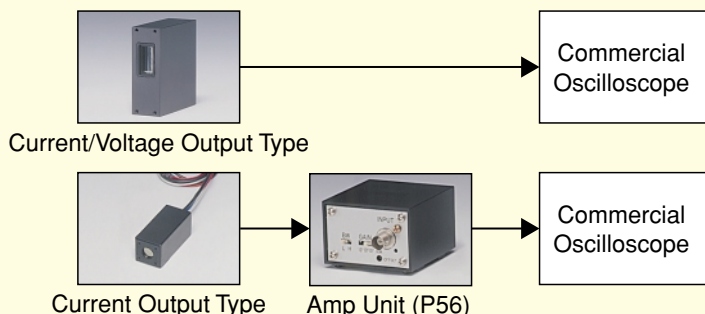 Commercial
Oscilloscope
Current/Voltage Output Type
INPUT
GAIN
Commercial
Oscilloscope
Current Output Type
Amp Unit (P56)